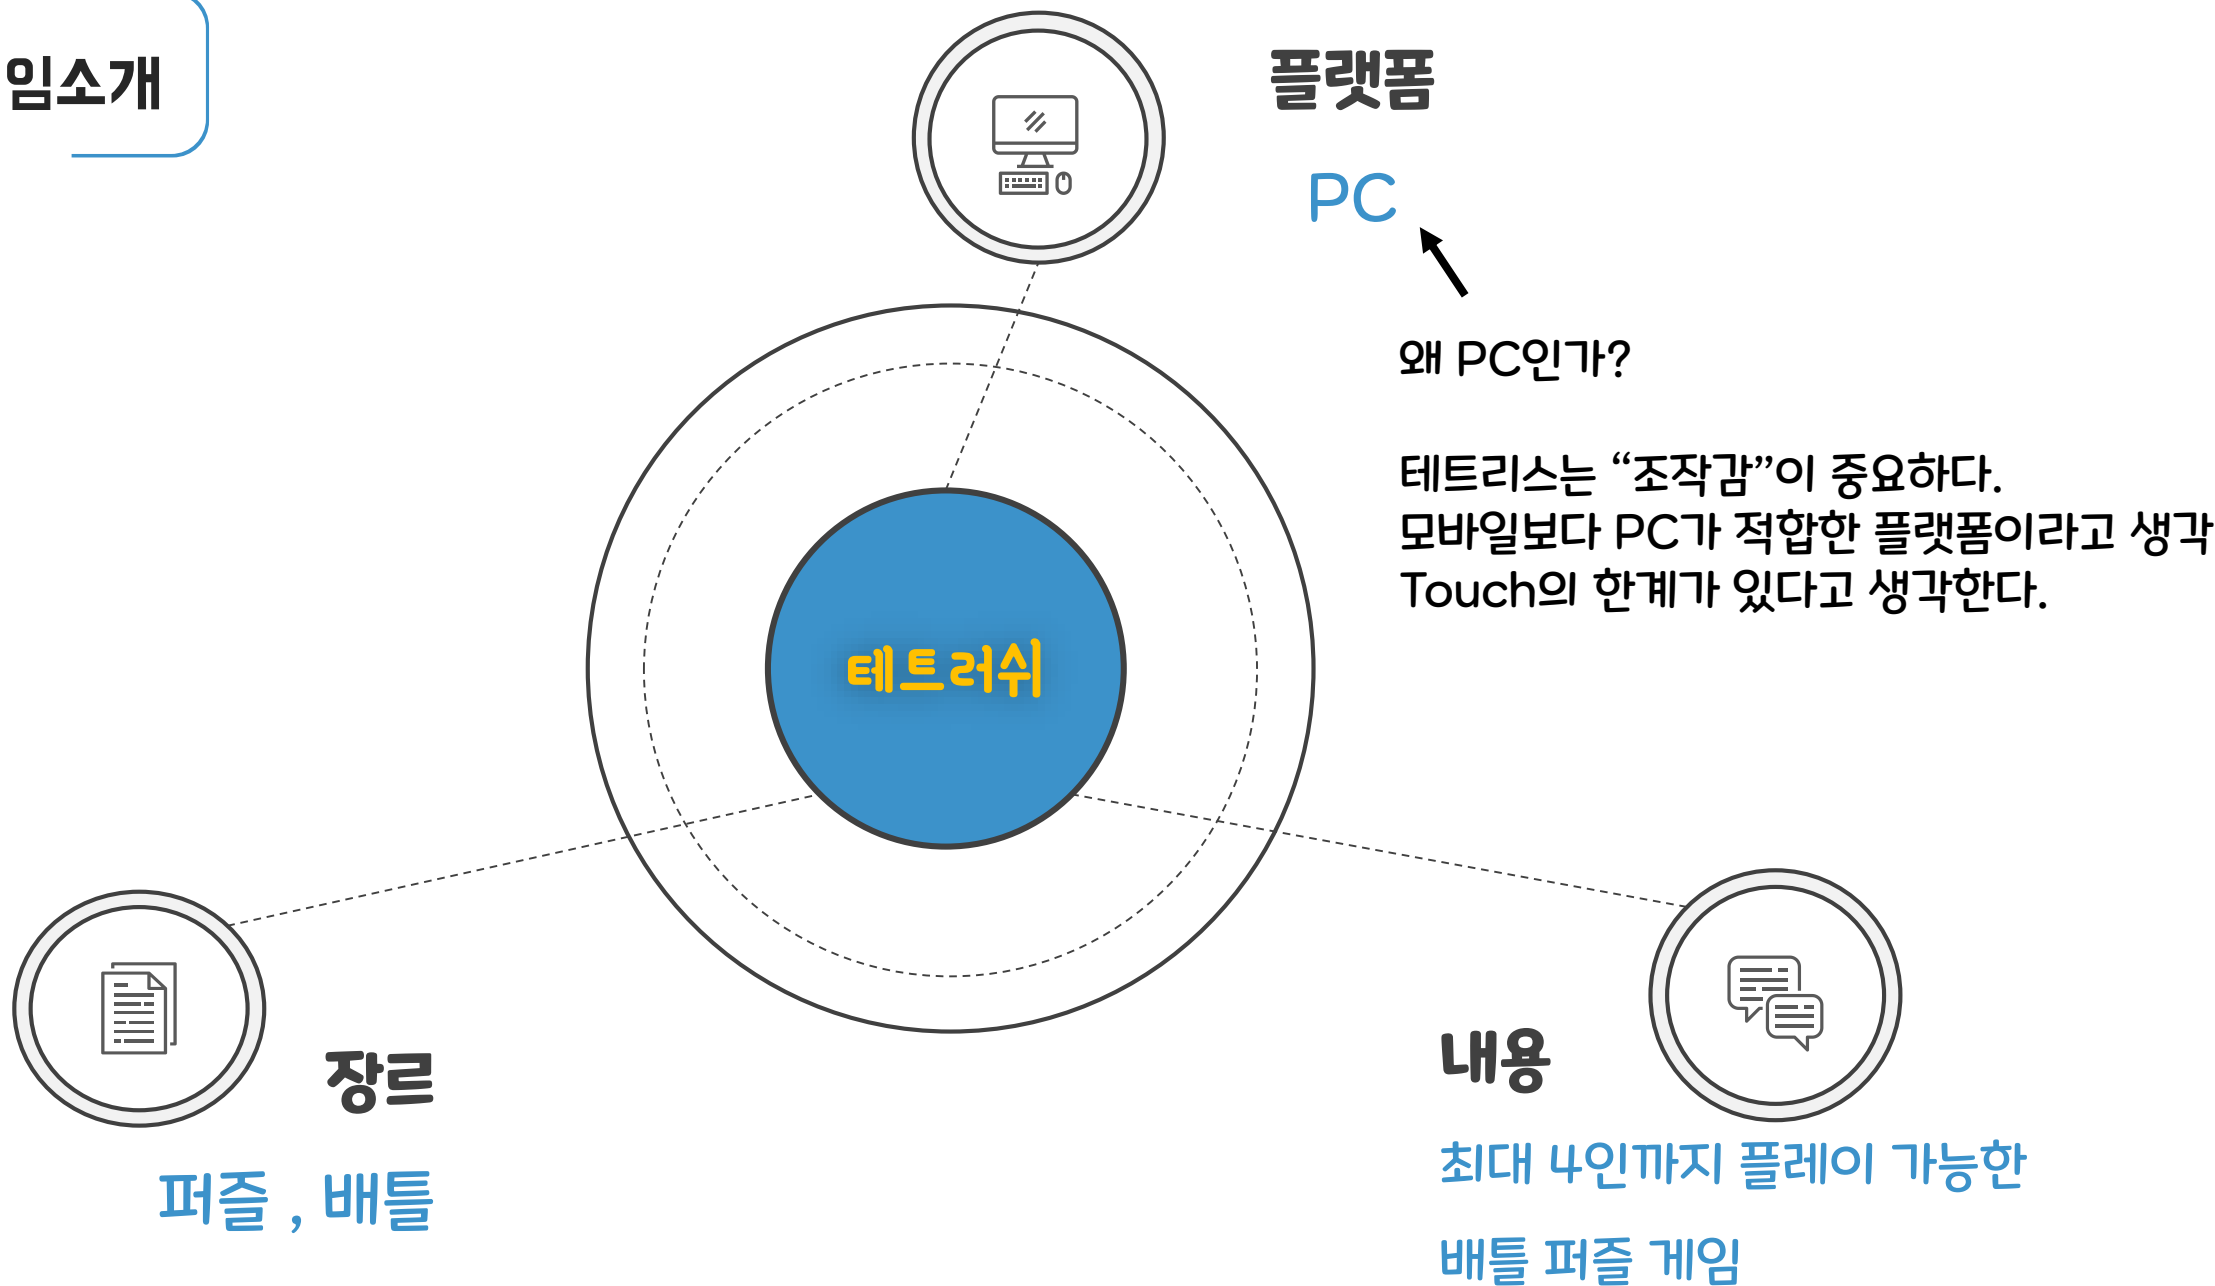 임소개
플랫폼
PC
왜 PC인가?
테트리스는 “조작감”이 중요하다.
모바일보다 PC가 적합한 플랫폼이라고 생각
Touch의 한계가 있다고 생각한다.
테트러쉬
장르
퍼즐 , 배틀
내용
최대 4인까지 플레이 가능한
배틀 퍼즐 게임